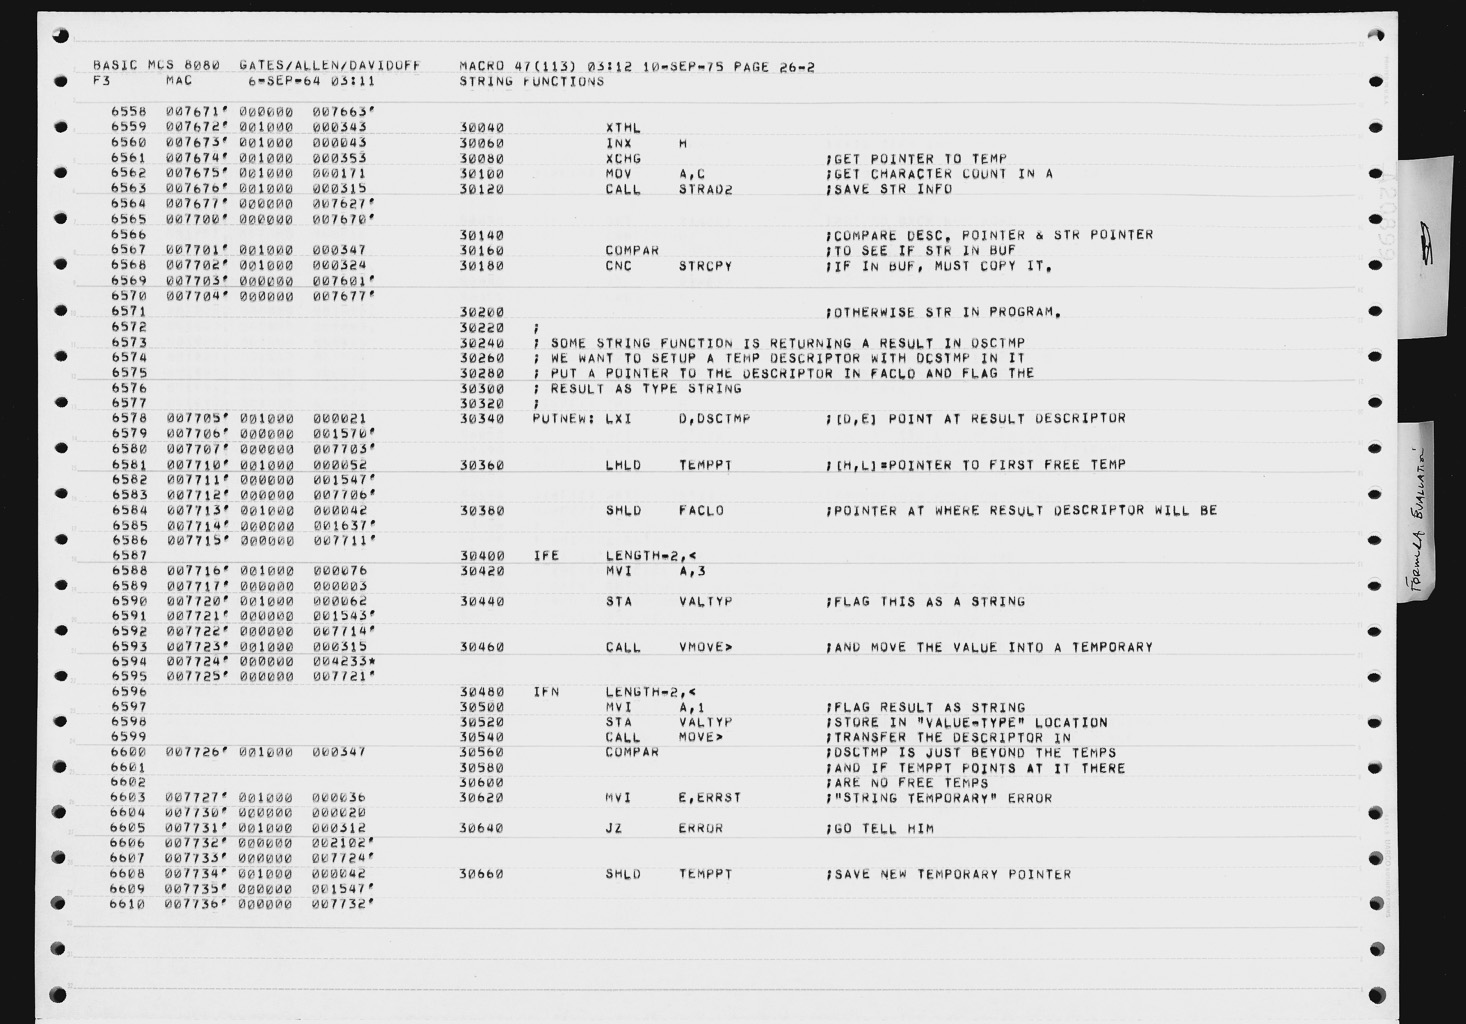 BASIC MCS 8080  GATES/ALLEN/DAVIDOFF  MACRO 47(113) 03:12 10-SEP-75 PAGE 26-2
F3  MAC  6-SEP-64 03:11  STRING FUNCTIONS
6558 007671' 000000 007663'
6559 007672' 001000 000343 30040 XTHL
6560 007673' 001000 000043 30060 INX H
6561 007674' 001000 000353 30080 XCHG ;GET POINTER TO TEMP
6562 007675' 001000 000171 30100 MOV A,C ;GET CHARACTER COUNT IN A
6563 007676' 001000 000315 30120 CALL STRAD2 ;SAVE STR INFO
6564 007677' 000000 007627'
6565 007700' 000000 007670'
6566 30140 ;COMPARE DESC. POINTER & STR POINTER
6567 007701' 001000 000347 30160 COMPAR ;TO SEE IF STR IN BUF
6568 007702' 001000 000324 30180 CNC STRCPY ;IF IN BUF, MUST COPY IT.
6569 007703' 000000 007601'
6570 007704' 000000 007677'
6571 30200 ;OTHERWISE STR IN PROGRAM.
6572 30220 ;
6573 30240 ; SOME STRING FUNCTION IS RETURNING A RESULT IN DSCTMP
6574 30260 ; WE WANT TO SETUP A TEMP DESCRIPTOR WITH DCSTMP IN IT
6575 30280 ; PUT A POINTER TO THE DESCRIPTOR IN FACLO AND FLAG THE
6576 30300 ; RESULT AS TYPE STRING
6577 30320 ;
6578 007705' 001000 000021 30340 PUTNEW: LXI D,DSCTMP ;[D,E] POINT AT RESULT DESCRIPTOR
6579 007706' 000000 001570'
6580 007707' 000000 007703'
6581 007710' 001000 000052 30360 LHLD TEMPPT ;[H,L]=POINTER TO FIRST FREE TEMP
6582 007711' 000000 001547'
6583 007712' 000000 007706'
6584 007713' 001000 000042 30380 SHLD FACLO ;POINTER AT WHERE RESULT DESCRIPTOR WILL BE
6585 007714' 000000 001637'
6586 007715' 000000 007711'
6587 30400 IFE LENGTH-2,<
6588 007716' 001000 000076 30420 MVI A,3
6589 007717' 000000 000003
6590 007720' 001000 000062 30440 STA VALTYP ;FLAG THIS AS A STRING
6591 007721' 000000 001543'
6592 007722' 000000 007714'
6593 007723' 001000 000315 30460 CALL VMOVE> ;AND MOVE THE VALUE INTO A TEMPORARY
6594 007724' 000000 004233*
6595 007725' 000000 007721'
6596 30480 IFN LENGTH-2,<
6597 30500 MVI A,1 ;FLAG RESULT AS STRING
6598 30520 STA VALTYP ;STORE IN "VALUE-TYPE" LOCATION
6599 30540 CALL MOVE> ;TRANSFER THE DESCRIPTOR IN
6600 007726' 001000 000347 30560 COMPAR ;DSCTMP IS JUST BEYOND THE TEMPS
6601 30580 ;AND IF TEMPPT POINTS AT IT THERE
6602 30600 ;ARE NO FREE TEMPS
6603 007727' 001000 000036 30620 MVI E,ERRST ;"STRING TEMPORARY" ERROR
6604 007730' 000000 000020
6605 007731' 001000 000312 30640 JZ ERROR ;GO TELL HIM
6606 007732' 000000 002102'
6607 007733' 000000 007724'
6608 007734' 001000 000042 30660 SHLD TEMPPT ;SAVE NEW TEMPORARY POINTER
6609 007735' 000000 001547'
6610 007736' 000000 007732'
FORMULA EVALUATION